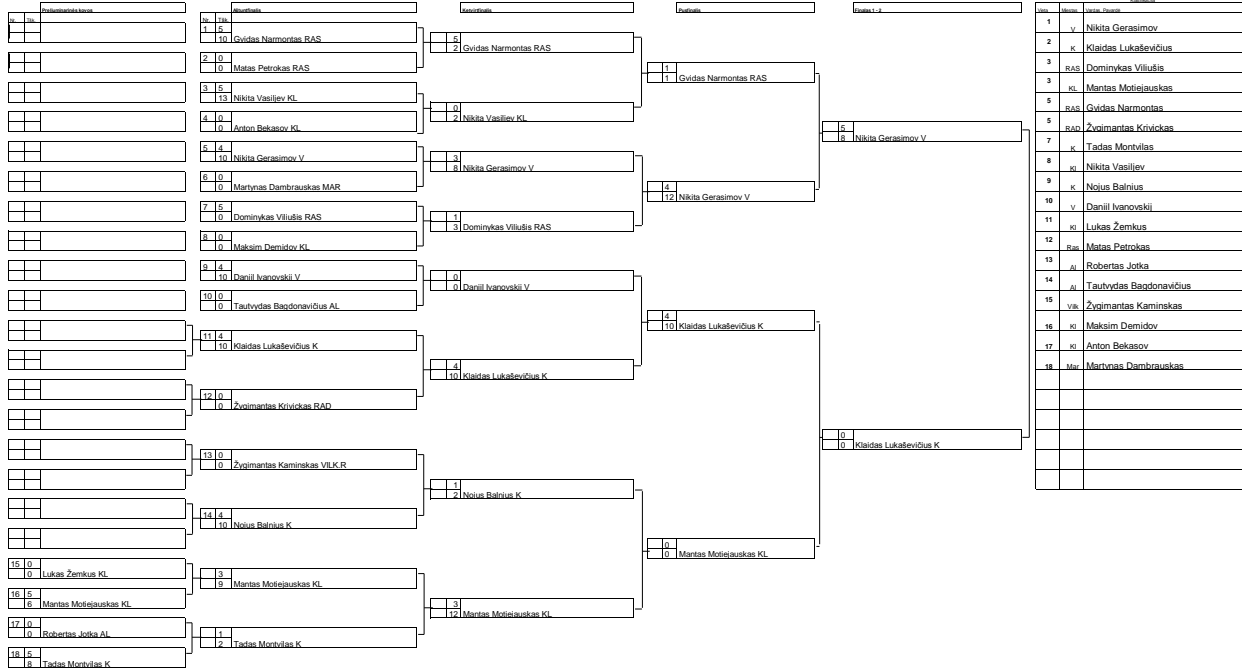 Preliminarinės kovos
Aštuntfinalis
Ketvirtfinalis
Pusfinalis
Finalas 1 - 2
Nr. Tšk.
Nr. Tšk.
1 5
10 Gvidas Narmontas RAS
2 0
0 Matas Petrokas RAS
3 5
13 Nikita Vasiljev KL
4 0
0 Anton Bekasov KL
5 4
10 Nikita Gerasimov V
6 0
0 Martynas Dambrauskas MAR
7 5
0 Dominykas Viliušis RAS
8 0
0 Maksim Demidov KL
9 4
10 Daniil Ivanovskij V
10 0
0 Tautvydas Bagdonavičius AL
11 4
10 Klaidas Lukaševičius K
12 0
0 Žygimantas Krivickas RAD
13 0
0 Žygimantas Kaminskas VILK.R
14 4
10 Nojus Balnius K
15 0
0 Lukas Žemkus KL
16 5
6 Mantas Motiejauskas KL
17 0
0 Robertas Jotka AL
18 5
8 Tadas Montvilas K
3
9 Mantas Motiejauskas KL
1
2 Tadas Montvilas K
5
2 Gvidas Narmontas RAS
0
2 Nikita Vasiljev KL
3
8 Nikita Gerasimov V
1
3 Dominykas Viliušis RAS
0
0 Daniil Ivanovskij V
4
10 Klaidas Lukaševičius K
1
2 Nojus Balnius K
3
12 Mantas Motiejauskas KL
1
1 Gvidas Narmontas RAS
4
12 Nikita Gerasimov V
4
10 Klaidas Lukaševičius K
0
0 Mantas Motiejauskas KL
5
8 Nikita Gerasimov V
0
0 Klaidas Lukaševičius K
Vieta Miestas Vardas, Pavardė
1 V Nikita Gerasimov
2 K Klaidas Lukaševičius
3 RAS Dominykas Viliušis
3 KL Mantas Motiejauskas
5 RAS Gvidas Narmontas
5 RAD Žygimantas Krivickas
7 K Tadas Montvilas
8 Kl Nikita Vasiljev
9 K Nojus Balnius
10 V Daniil Ivanovskij
11 Kl Lukas Žemkus
12 Ras Matas Petrokas
13 Al Robertas Jotka
14 Al Tautvydas Bagdonavičius
15 Vilk Žygimantas Kaminskas
16 Kl Maksim Demidov
17 Kl Anton Bekasov
18 Mar Martynas Dambrauskas